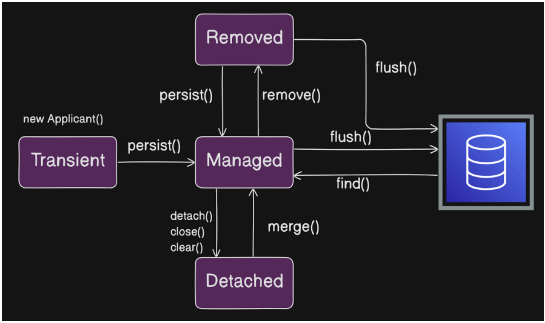 Removed
flush()
persist()
remove()
new Applicant()
Transient
persist()
Managed
flush()
find()
detach()
close()
clear()
merge()
Detached